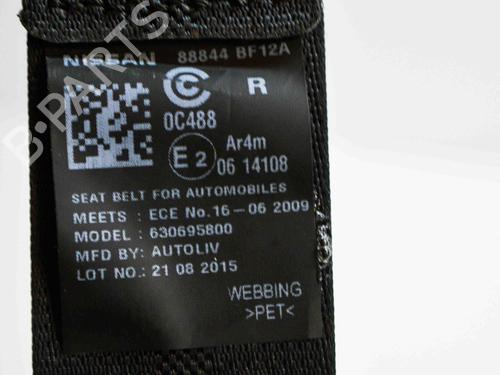 NISSAN 88844 BF12A
C R
0C488
E2 Ar4m
06 14108
SEAT BELT FOR AUTOMOBILES
MEETS : ECE No.16-06 2009
MODEL : 630695800
MFD BY: AUTOLIV
LOT NO.: 21 08 2015
WEBBING
>PET<
B-PARTS